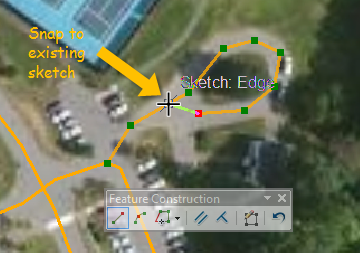 Snap to
existing
sketch
Sketch: Edge
Feature Construction